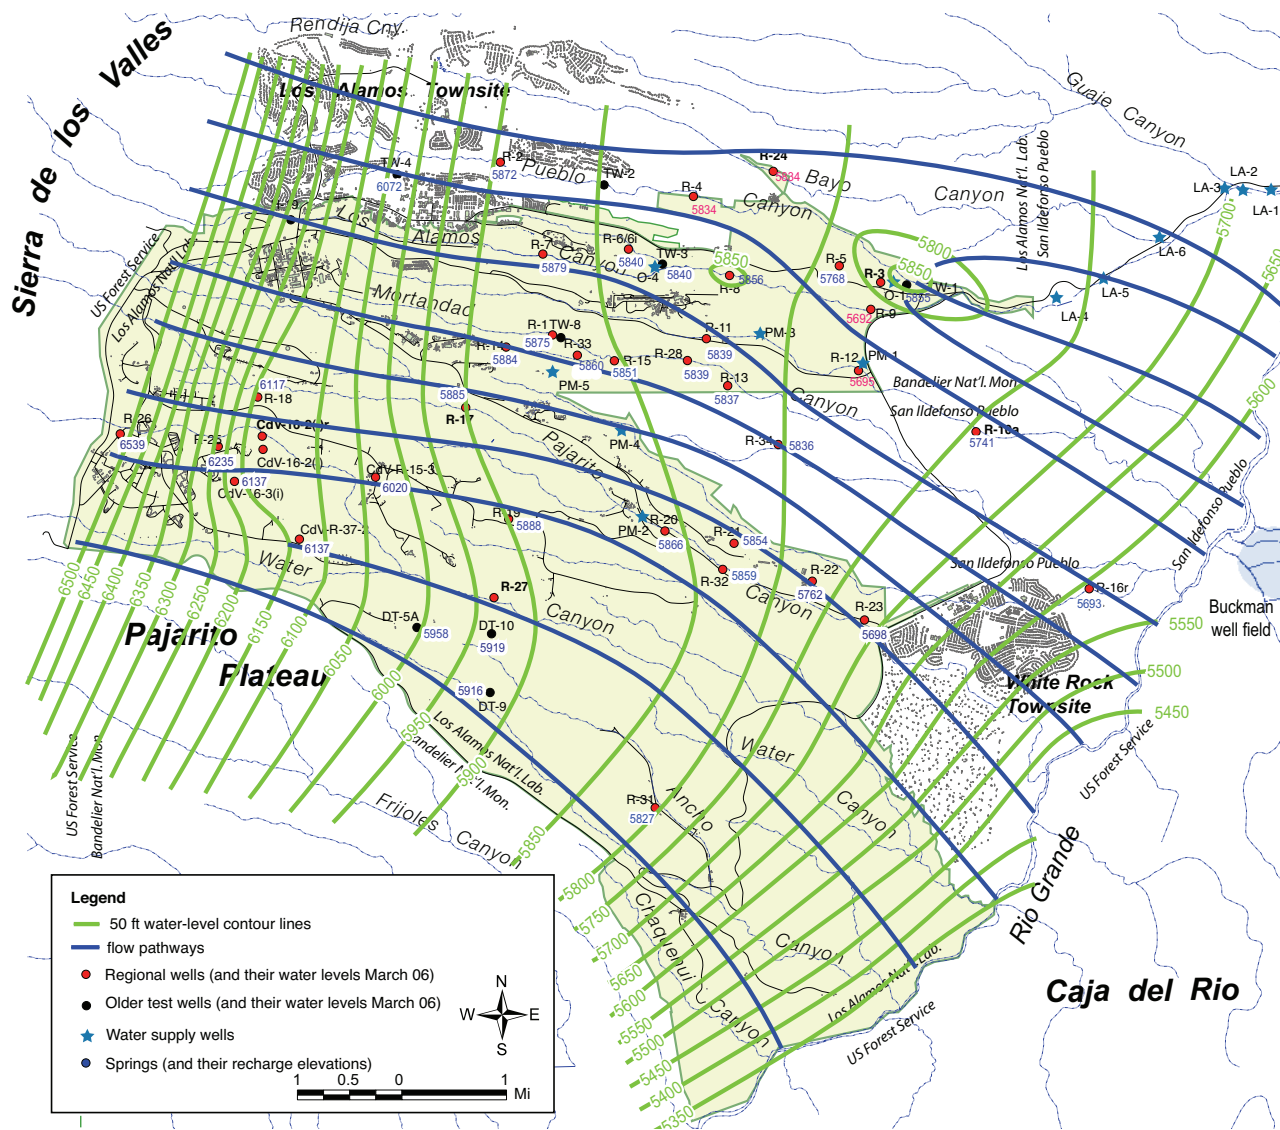 Rendija Cny.
Sierra de los Valles
Los Alamos Townsite
Guaje Canyon
R-2
5872
Pueblo
TW-4
6072
TW-2
R-24
5834
Bayo
Canyon
R-4
5834
Canyon
Los Alamos Nat'l. Lab.
San Ildefonso Pueblo
LA-2
LA-3
LA-1
5700
LA-6
5650
LA-5
LA-4
Los
Alamos
Canyon
R-7
5879
R-6/6i
5840
TW-3
5840
O-4
5850
5856
R-8
R-5
5768
5800
5850
R-3
O-1
5855
TW-1
R-9
5692
US Forest Service
Los Alamos Nat'l Lab.
Mortandad
R-1
5875
TW-8
R-14
5884
R-33
5860
R-15
5851
R-28
5839
R-11
5839
PM-3
R-12
5695
PM-1
R-13
5837
Canyon
Bandelier Nat'l. Mon
San Ildefonso Pueblo
5600
PM-5
6117
R-18
5885
R-17
R-26
6539
R-25
6235
CdV-16-2(i)r
CdV-16-2(i)
6137
CdV-16-3(i)
CdV-R-15-3
6020
Pajarito
PM-4
R-34
5836
R-10a
5741
CdV-R-37-2
6137
R-19
5888
PM-2
R-20
5866
R-21
5854
R-32
5859
R-22
5762
Canyon
R-23
5698
San Ildefonso Pueblo
San Ildefonso Pueblo
R-16r
5693
Buckman
well field
Water
Canyon
R-27
DT-5A
5958
DT-10
5919
5916
DT-9
6500
6450
6400
6350
6300
6250
6200
6150
6100
6050
6000
5950
5900
5850
5800
5750
5700
5650
5600
5550
5500
5450
5400
5350
5550
5500
5450
Pajarito
Plateau
White Rock
Townsite
US Forest Service
Bandelier Nat'l. Mon
Los Alamos Nat'l. Lab.
Bandelier Nat'l. Mon.
Frijoles Canyon
R-31
5827
Ancho
Canyon
Water
Canyon
Chaquehui Canyon
Los Alamos Nat'l. Lab.
US Forest Service
US Forest Service
Rio Grande
Caja del Rio
Legend
50 ft water-level contour lines
flow pathways
Regional wells (and their water levels March 06)
Older test wells (and their water levels March 06)
Water supply wells
Springs (and their recharge elevations)
N
W E
S
1 0.5 0 1
Mi